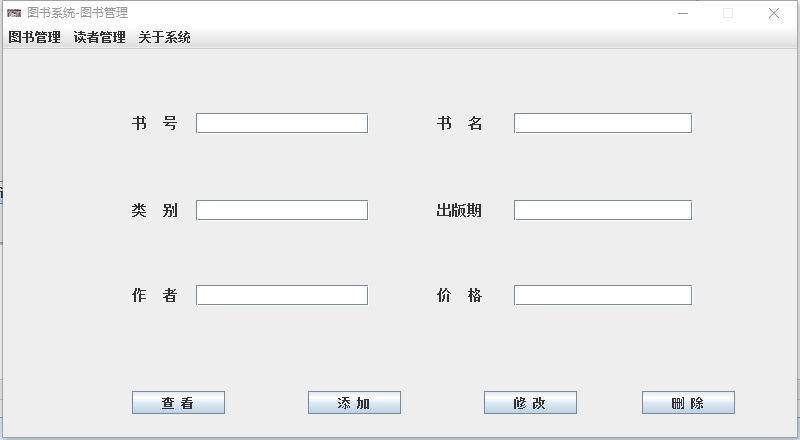 图书系统-图书管理
图书管理 读者管理 关于系统
书 号 书 名
类 别 出版期
作 者 价 格
查 看 添 加 修 改 删 除